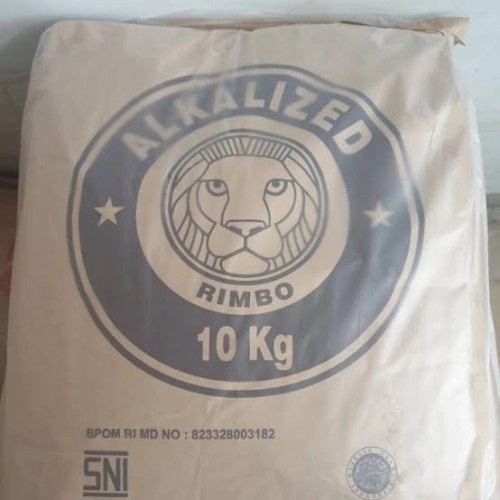 ALKALIZED
RIMBO
10 Kg
BPOM RI MD NO : 823328003182
SNI